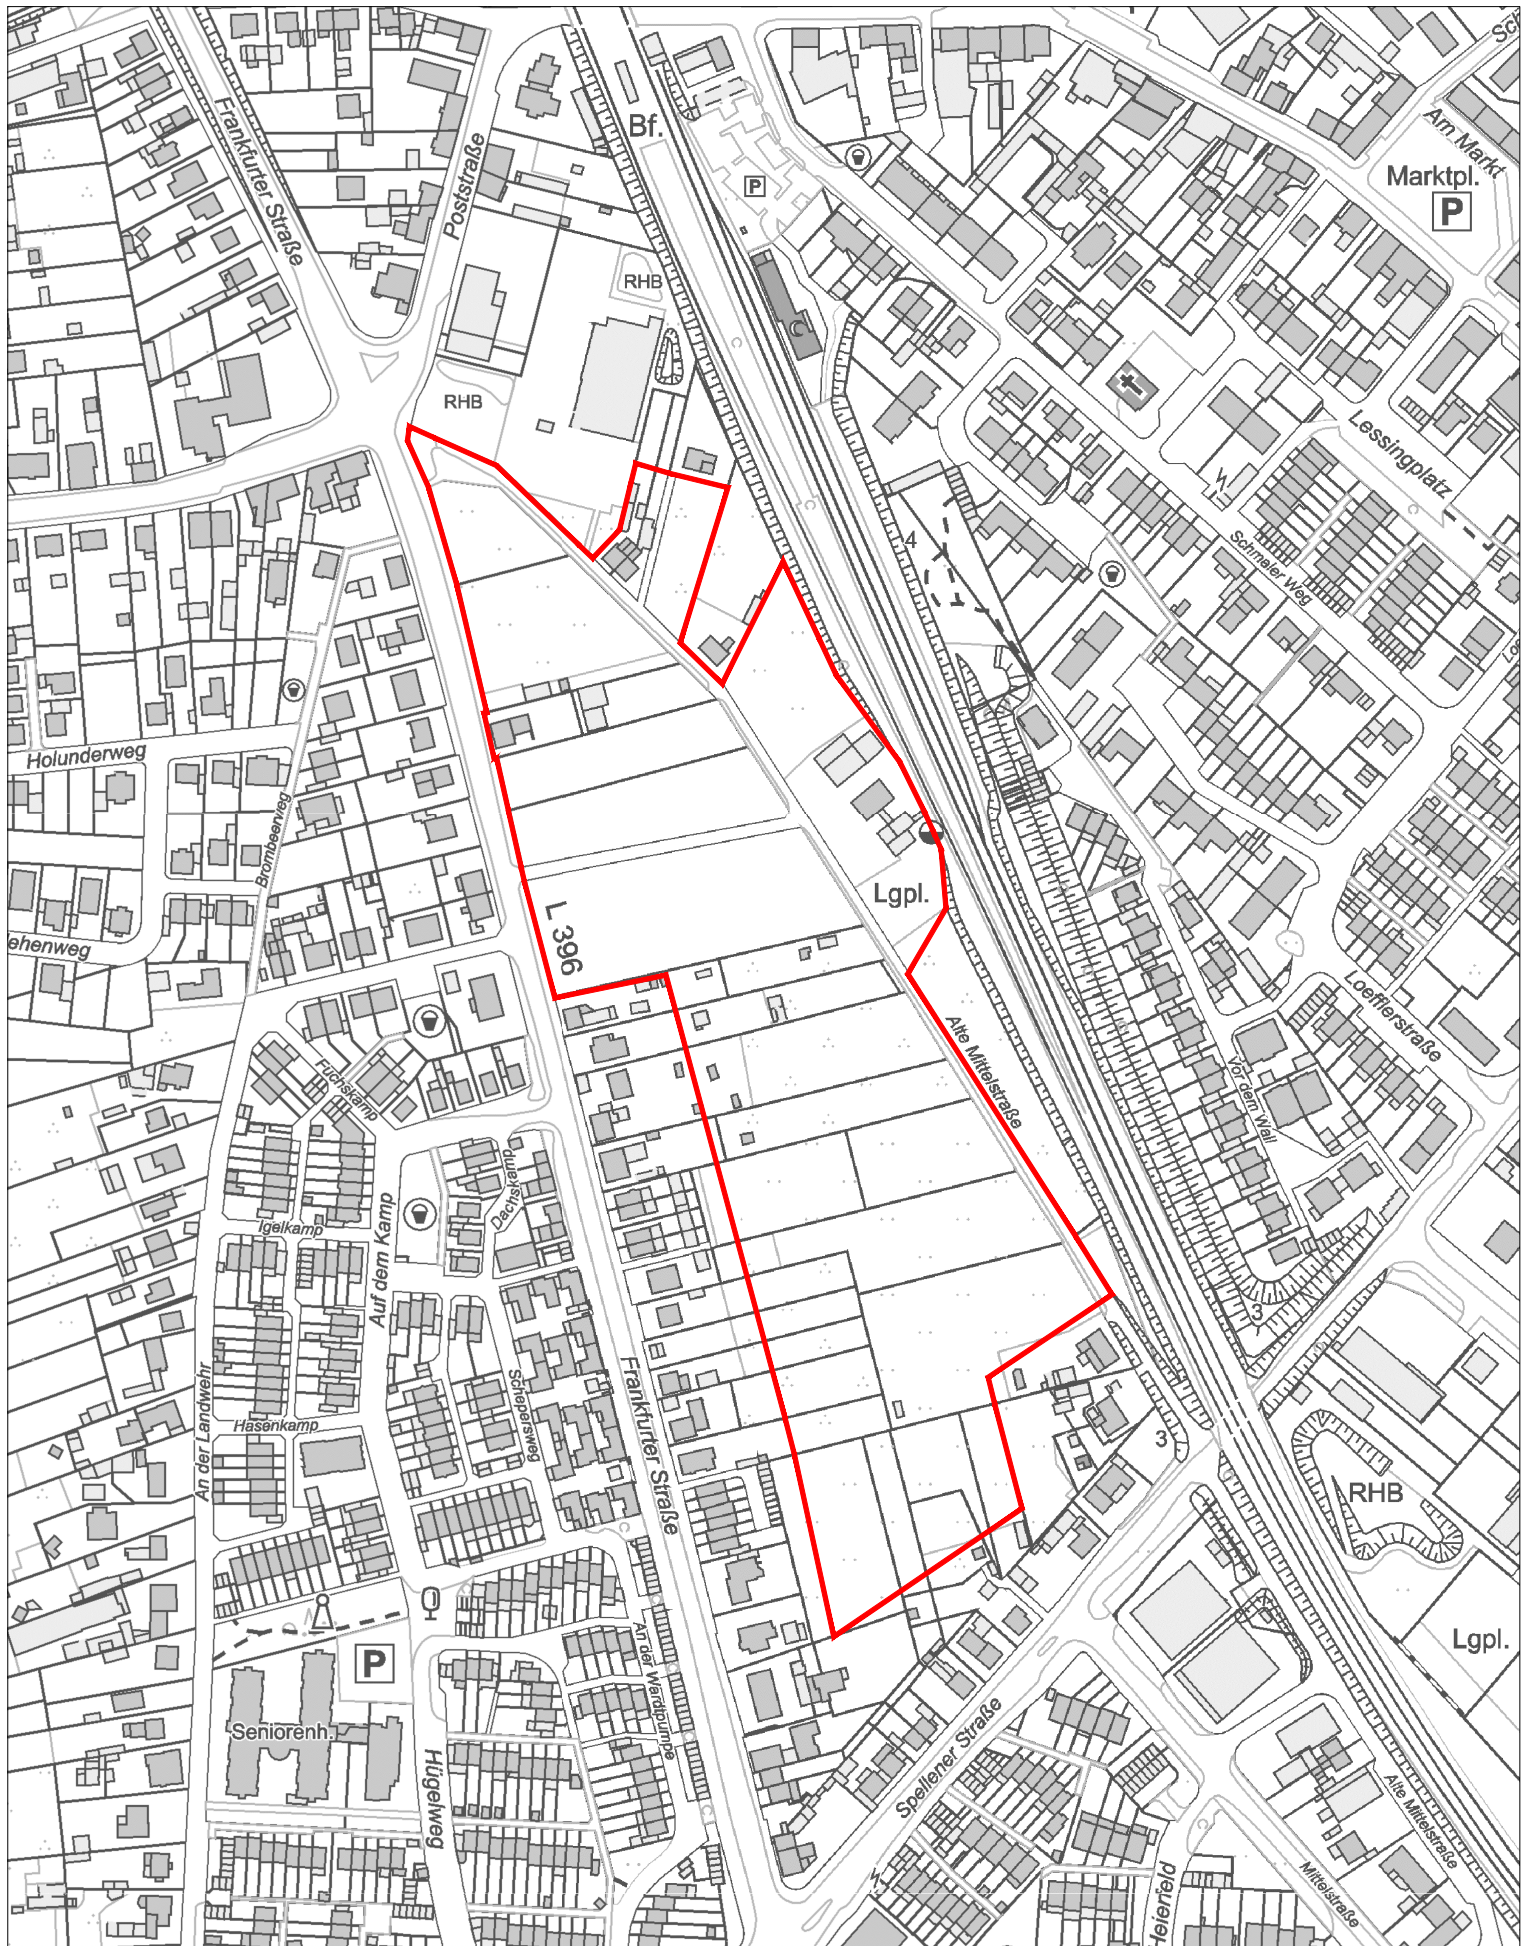 Frankfurter Straße
Poststraße
Bf.
P
Am Markt
Marktpl.
P
RHB
RHB
Lessingplatz
Schmaler Weg
4
Holunderweg
Brombeerweg
ehenweg
L 396
Lgpl.
Alte Mittelstraße
Loefflerstraße
Vor dem Wall
Fuchskamp
Dachskamp
Igelkamp
Auf dem Kamp
An der Landwehr
Hasenkamp
Schepersweg
Frankfurter Straße
3
3
RHB
Lgpl.
P
Seniorenh.
Hügelweg
An der Wardtpumpe
Spellener Straße
Alte Mittelstraße
Mittelstraße
Heierfeld